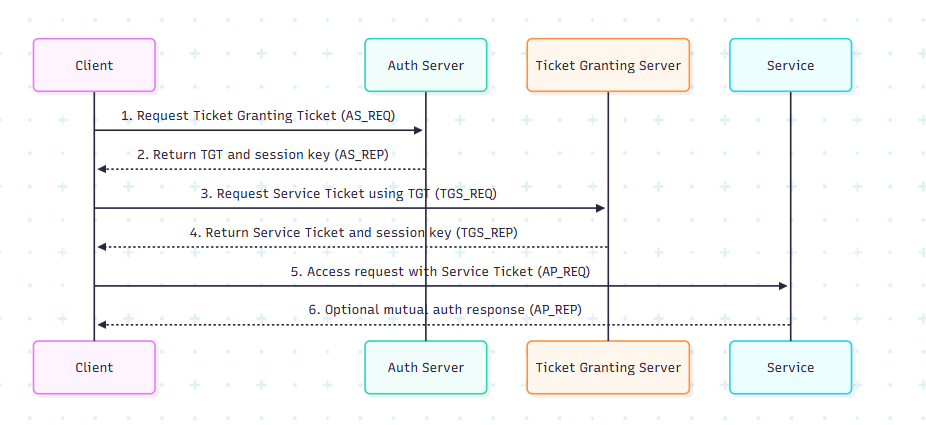 Client
Auth Server
Ticket Granting Server
Service
1. Request Ticket Granting Ticket (AS_REQ)
2. Return TGT and session key (AS_REP)
3. Request Service Ticket using TGT (TGS_REQ)
4. Return Service Ticket and session key (TGS_REP)
5. Access request with Service Ticket (AP_REQ)
6. Optional mutual auth response (AP_REP)
Client
Auth Server
Ticket Granting Server
Service